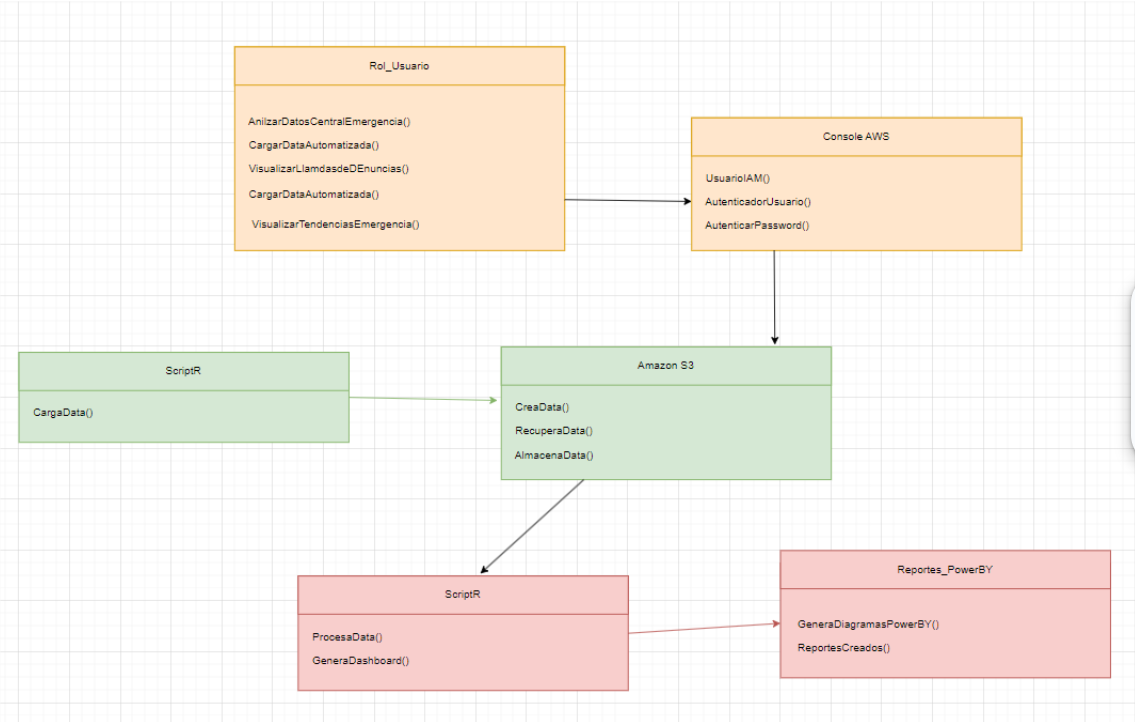 Rol_Usuario
AnilzarDatosCentralEmergencia()
CargarDataAutomatizada()
VisualizarLlamdasdeDEnuncias()
CargarDataAutomatizada()
VisualizarTendenciasEmergencia()
Console AWS
UsuarioIAM()
AutenticadorUsuario()
AutenticarPassword()
ScriptR
CargaData()
Amazon S3
CreaData()
RecuperaData()
AlmacenaData()
ScriptR
ProcesaData()
GeneraDashboard()
Reportes_PowerBY
GeneraDiagramasPowerBY()
ReportesCreados()